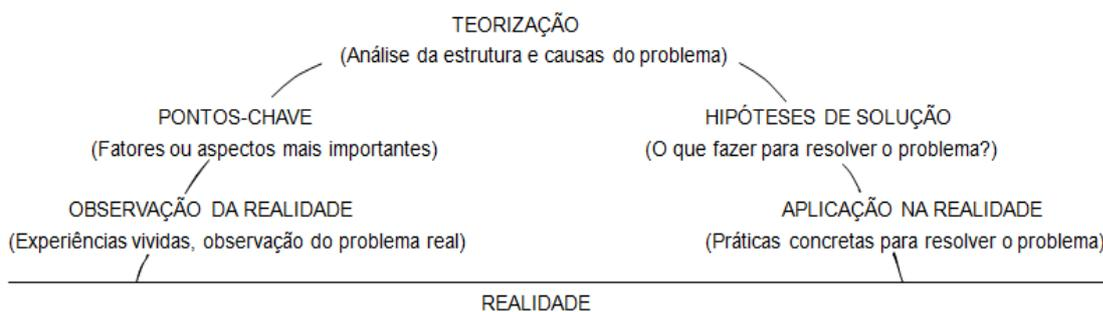 TEORIZAÇÃO
(Análise da estrutura e causas do problema)
PONTOS-CHAVE
(Fatores ou aspectos mais importantes)
HIPÓTESES DE SOLUÇÃO
(O que fazer para resolver o problema?)
OBSERVAÇÃO DA REALIDADE
(Experiências vividas, observação do problema real)
APLICAÇÃO NA REALIDADE
(Práticas concretas para resolver o problema)
REALIDADE